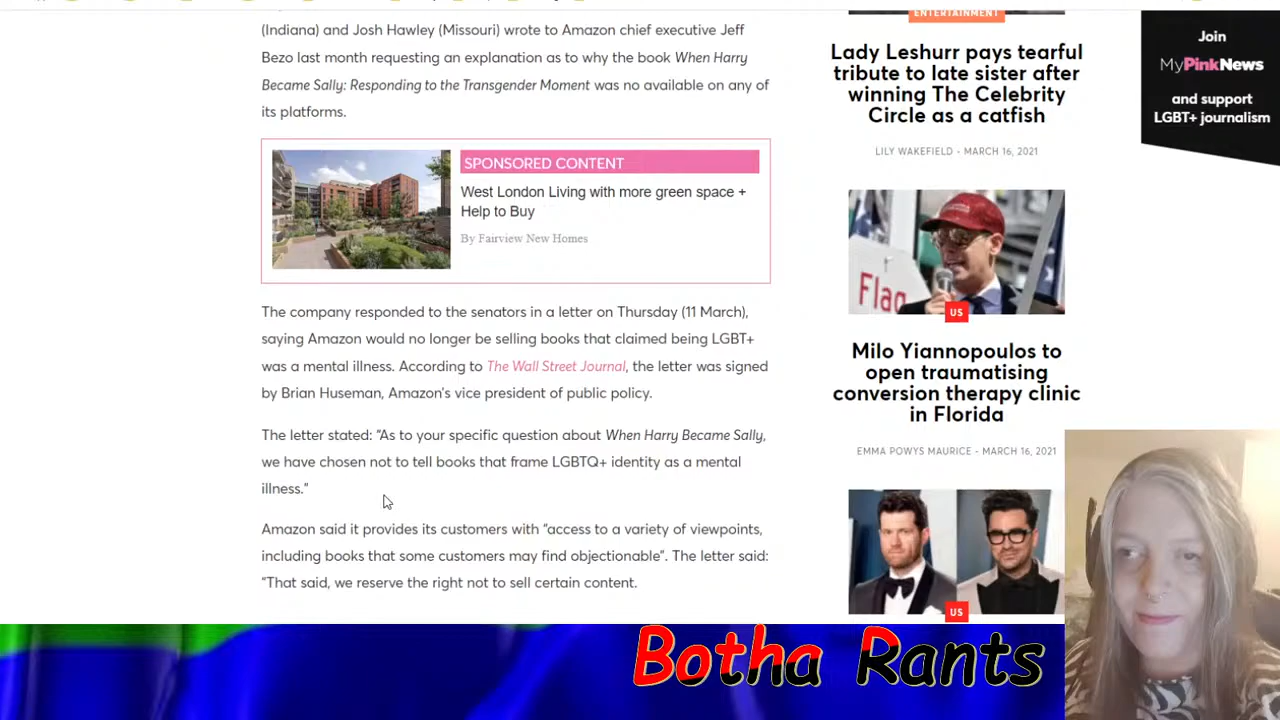 (Indiana) and Josh Hawley (Missouri) wrote to Amazon chief executive Jeff
Bezo last month requesting an explanation as to why the book When Harry
Became Sally: Responding to the Transgender Moment was no available on any of
its platforms.
SPONSORED CONTENT
West London Living with more green space +
Help to Buy
By Fairview New Homes
The company responded to the senators in a letter on Thursday (11 March),
saying Amazon would no longer be selling books that claimed being LGBT+
was a mental illness. According to The Wall Street Journal, the letter was signed
by Brian Huseman, Amazon's vice president of public policy.
The letter stated: "As to your specific question about When Harry Became Sally,
we have chosen not to tell books that frame LGBTQ+ identity as a mental
illness."
Amazon said it provides its customers with "access to a variety of viewpoints,
including books that some customers may find objectionable". The letter said:
"That said, we reserve the right not to sell certain content.
ENTERTAINMENT
Lady Leshurr pays tearful
tribute to late sister after
winning The Celebrity
Circle as a catfish
LILY WAKEFIELD - MARCH 16, 2021
Flag
US
Milo Yiannopoulos to
open traumatising
conversion therapy clinic
in Florida
EMMA POWYS MAURICE - MARCH 16, 2021
US
Join
MyPinkNews
and support
LGBT+ journalism
Botha Rants